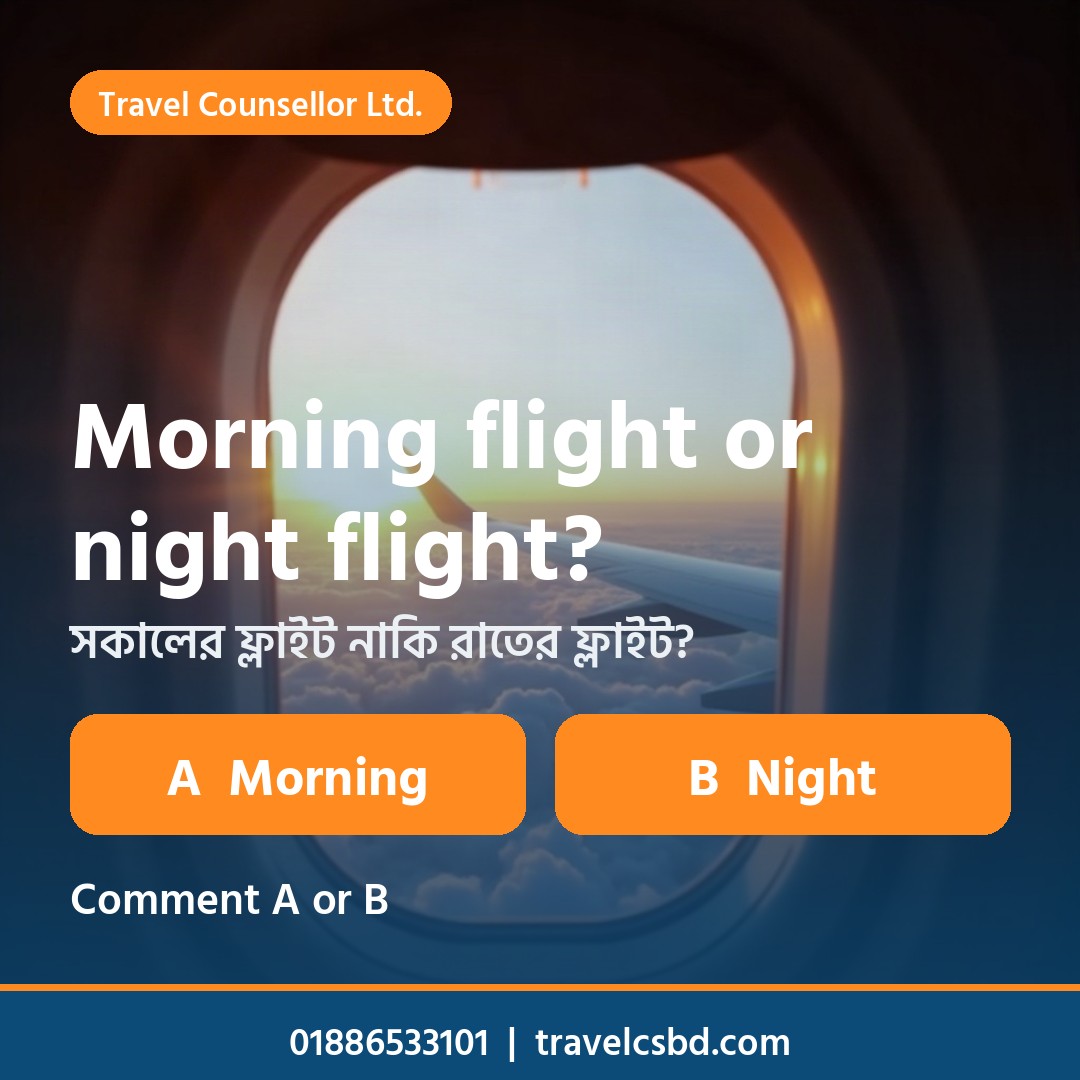 Travel Counsellor Ltd.
Morning flight or
night flight?
সকালের ফ্লাইট নাকি রাতের ফ্লাইট?
A Morning
B Night
Comment A or B
01886533101 | travelcsbd.com